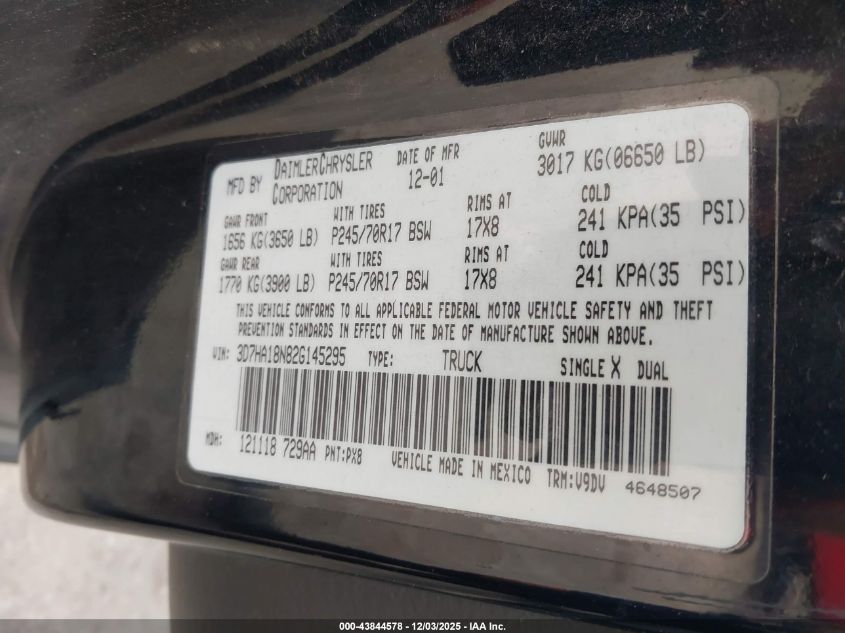 MFD BY DAIMLERCHRYSLER CORPORATION DATE OF MFR 12-01 GVWR 3017 KG(06650 LB)
GAWR FRONT WITH TIRES RIMS AT COLD
1656 KG(3650 LB) P245/70R17 BSW 17X8 241 KPA(35 PSI)
GAWR REAR WITH TIRES RIMS AT COLD
1770 KG(3900 LB) P245/70R17 BSW 17X8 241 KPA(35 PSI)
THIS VEHICLE CONFORMS TO ALL APPLICABLE FEDERAL MOTOR VEHICLE SAFETY AND THEFT
PREVENTION STANDARDS IN EFFECT ON THE DATE OF MANUFACTURE SHOWN ABOVE.
VIN: 3D7HA18N82G145295 TYPE: TRUCK SINGLE X DUAL
MDH: 121118 729AA PNT:PX8 VEHICLE MADE IN MEXICO TRM:V9DV 4648507
000-43844578 - 12/03/2025 - IAA Inc.